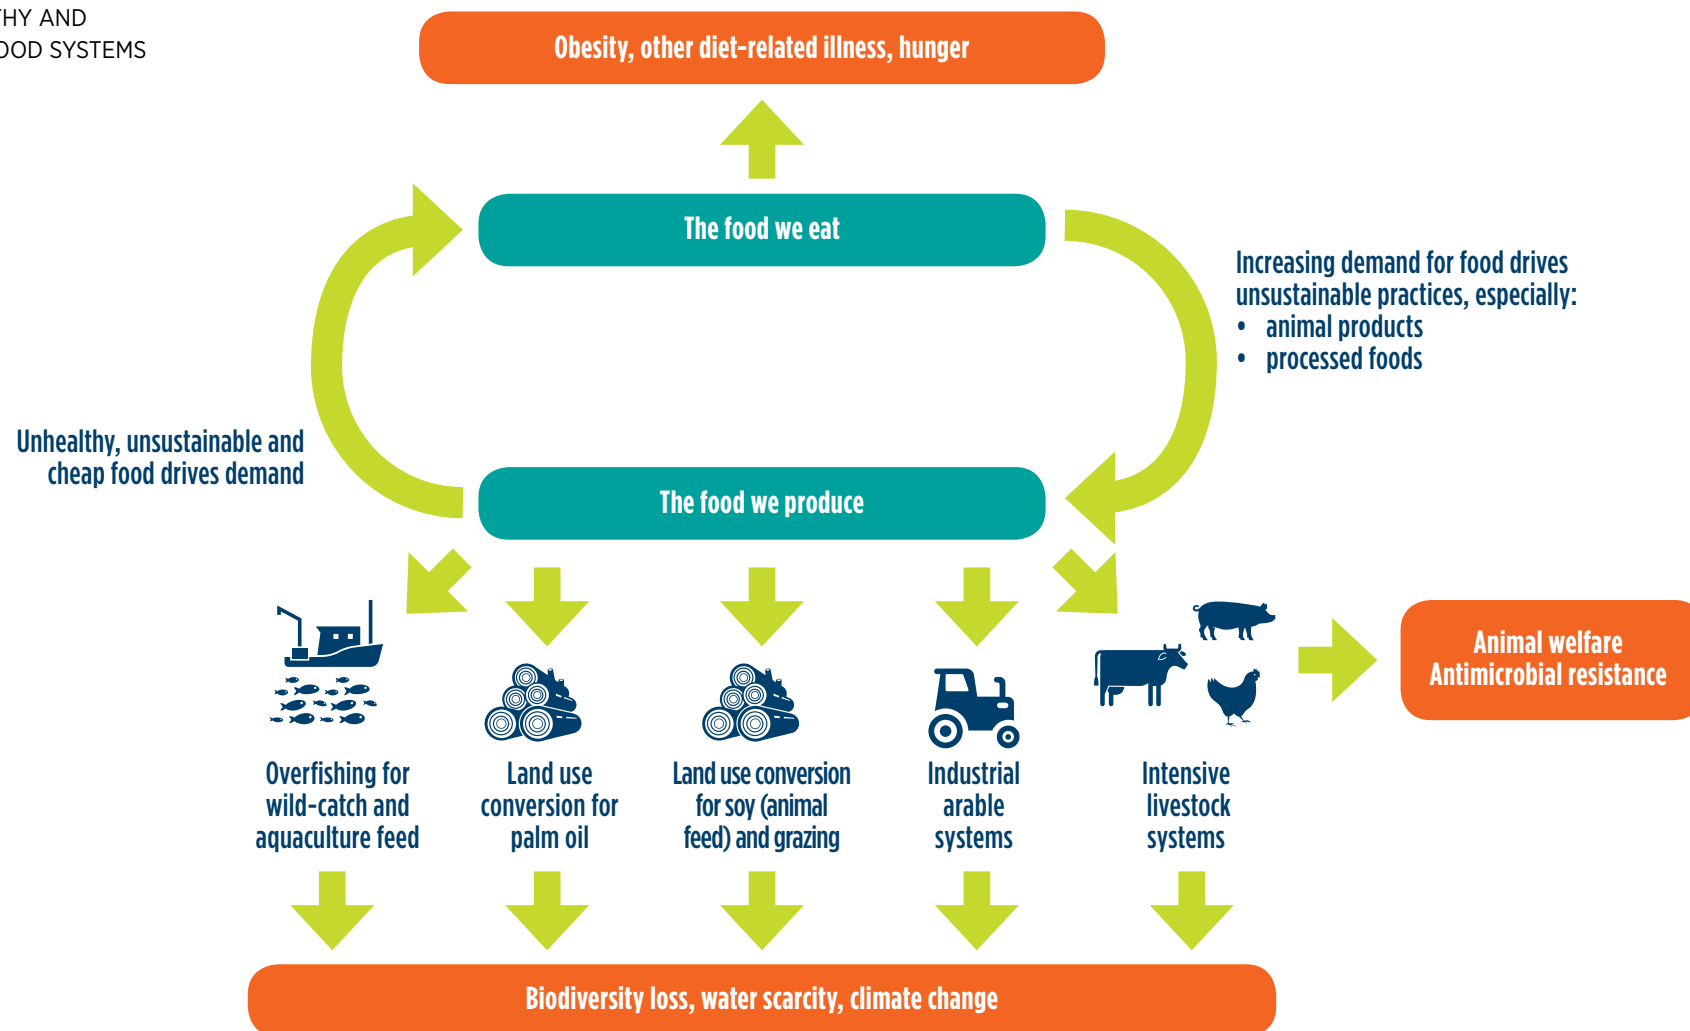 OOD SYSTEMS
Obesity, other diet-related illness, hunger
The food we eat
Increasing demand for food drives
unsustainable practices, especially:
• animal products
• processed foods
Unhealthy, unsustainable and
cheap food drives demand
The food we produce
Animal welfare
Antimicrobial resistance
Overfishing for
wild-catch and
aquaculture feed
Land use
conversion for
palm oil
Land use conversion
for soy (animal
feed) and grazing
Industrial
arable
systems
Intensive
livestock
systems
Biodiversity loss, water scarcity, climate change